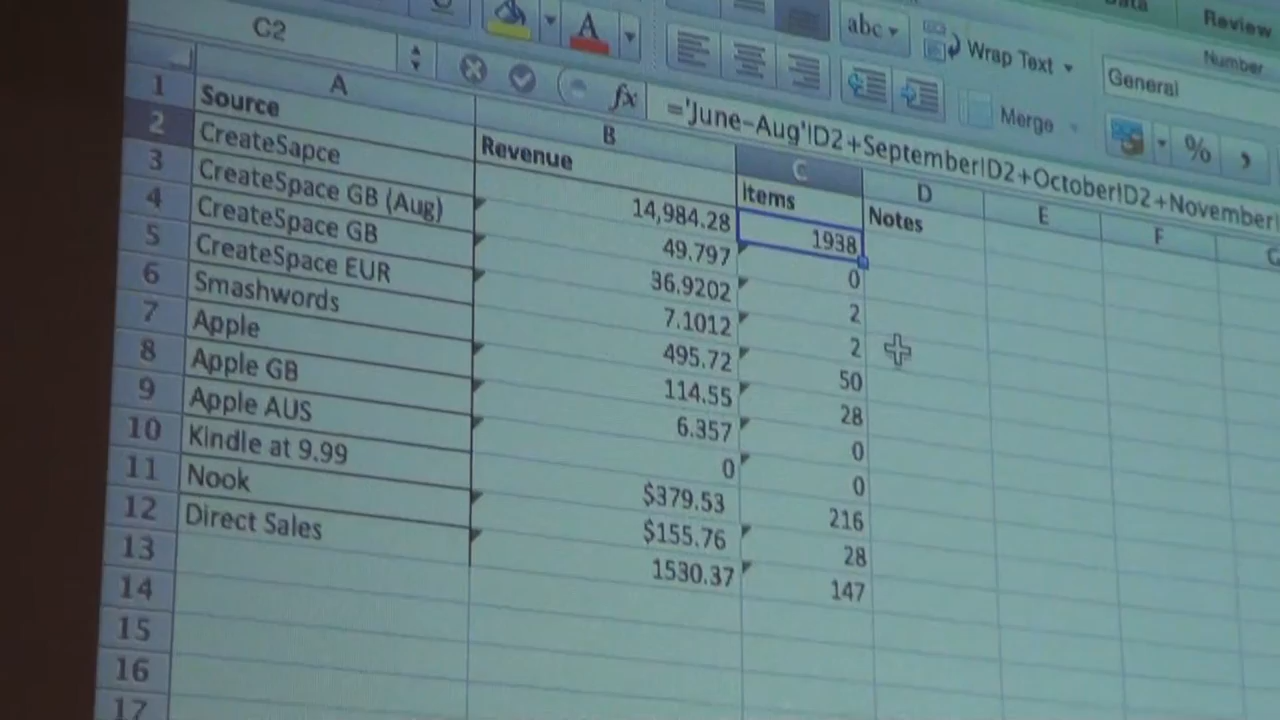 Data
Review
C2
abc
Wrap Text
Number
General
Merge
%
fx
='June-Aug'!D2+September!D2+October!D2+November!
A B C D E F
1 Source Revenue Items Notes
2 CreateSapce 14,984.28 1938
3 CreateSpace GB (Aug) 49.797 0
4 CreateSpace GB 36.9202 2
5 CreateSpace EUR 7.1012 2
6 Smashwords 495.72 50
7 Apple 114.55 28
8 Apple GB 6.357 0
9 Apple AUS 0 0
10 Kindle at 9.99 $379.53 216
11 Nook $155.76 28
12 Direct Sales 1530.37 147
13
14
15
16
17